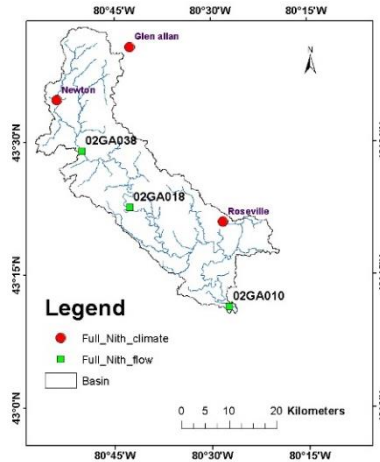 80°45'W 80°30'W 80°15'W
Glen allan
N
Newton
43°30'N
02GA038
02GA018
Roseville
43°15'N
02GA010
Legend
Full_Nith_climate
Full_Nith_flow
Basin
43°0'N
0 5 10 20 Kilometers
80°45'W 80°30'W 80°15'W